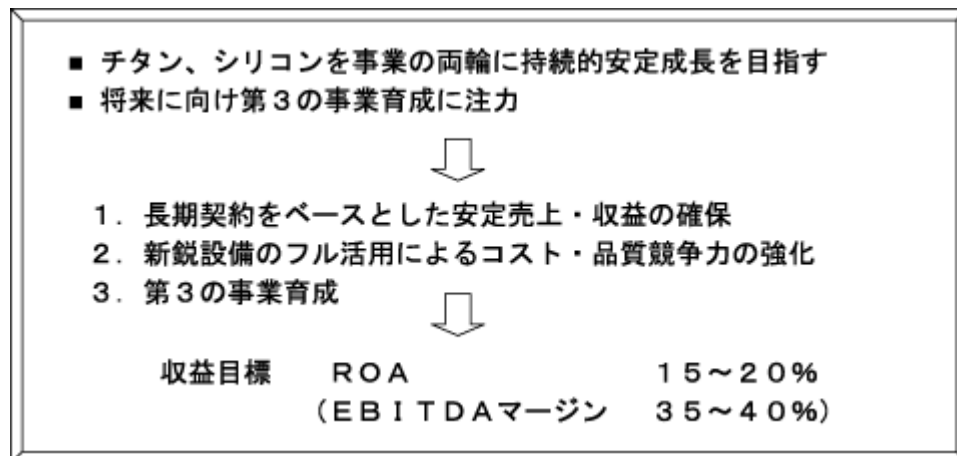 ■ チタン、シリコンを事業の両輪に持続的安定成長を目指す
■ 将来に向け第３の事業育成に注力
１．長期契約をベースとした安定売上・収益の確保
２．新鋭設備のフル活用によるコスト・品質競争力の強化
３．第３の事業育成
収益目標　ＲＯＡ　１５～２０％
（ＥＢＩＴＤＡマージン　３５～４０％）